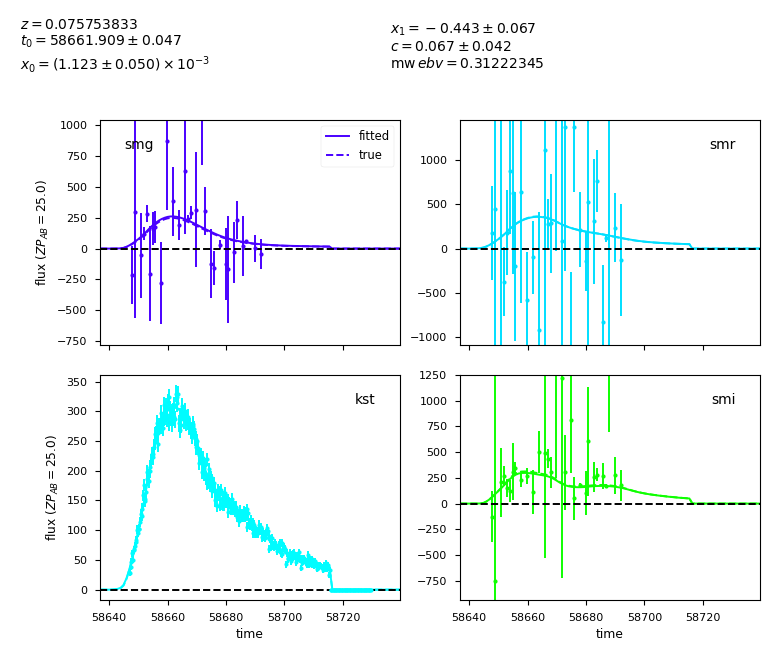 z = 0.075753833
t₀ = 58661.909 ± 0.047
x₀ = (1.123 ± 0.050) × 10⁻³
x₁ = −0.443 ± 0.067
c = 0.067 ± 0.042
mw ebv = 0.31222345
smg
fitted
true
1000
750
500
250
0
−250
−500
−750
flux (ZP_AB = 25.0)
smr
1000
500
0
−500
−1000
kst
350
300
250
200
150
100
50
0
flux (ZP_AB = 25.0)
58640 58660 58680 58700 58720
time
smi
1250
1000
750
500
250
0
−250
−500
−750
58640 58660 58680 58700 58720
time